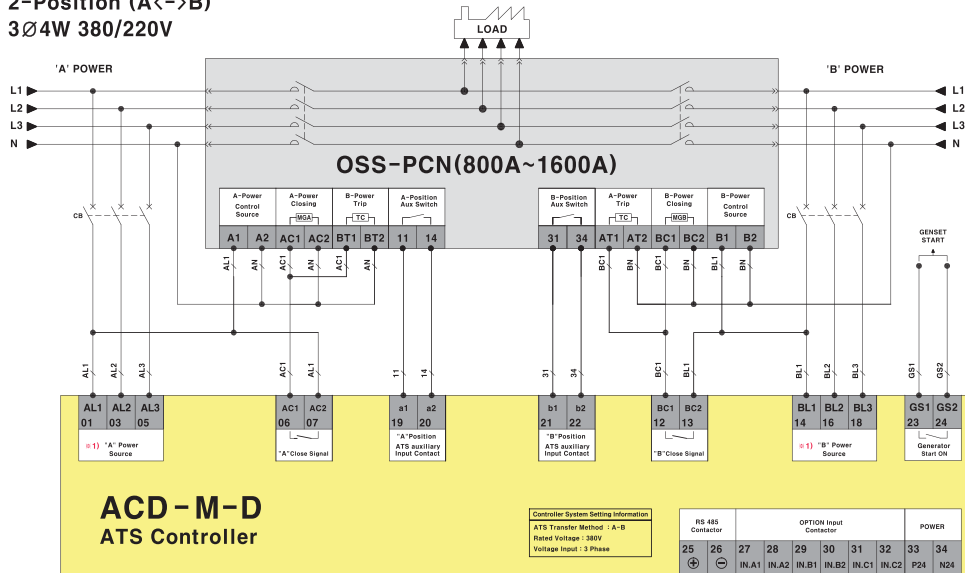 2-Position (A<->B)
3Ø4W 380/220V
LOAD
'A' POWER
'B' POWER
L1
L2
L3
N
L1
L2
L3
N
OSS-PCN(800A~1600A)
A-Power
Control
Source
A-Power
Closing
MGA
B-Power
Trip
TC
A-Position
Aux Switch
B-Position
Aux Switch
A-Power
Trip
TC
B-Power
Closing
MGB
B-Power
Control
Source
A1 A2 AC1 AC2 BT1 BT2 11 14
31 34 AT1 AT2 BC1 BC2 B1 B2
CB
CB
GENSET
START
AL1 AN AC1 AN AC1 AN
BC1 BN BC1 BN BL1 BN
AL1 AL2 AL3 AC1 AL1 11 14 31 34 BC1 BL1 BL1 BL2 BL3 GS1 GS2
AL1 AL2 AL3
01 03 05
※1) "A" Power
Source
AC1 AC2
06 07
"A"Close Signal
a1 a2
19 20
"A"Position
ATS auxiliary
Input Contact
b1 b2
21 22
"B"Position
ATS auxiliary
Input Contact
BC1 BC2
12 13
"B"Close Signal
BL1 BL2 BL3
14 16 18
※1) "B" Power
Source
GS1 GS2
23 24
Generator
Start ON
ACD-M-D
ATS Controller
Controller System Setting Information
ATS Transfer Method : A-B
Rated Voltage : 380V
Voltage Input : 3 Phase
RS 485
Contactor
OPTION Input
Contactor
POWER
25 26 27 28 29 30 31 32 33 34
⊕ ⊖ IN.A1 IN.A2 IN.B1 IN.B2 IN.C1 IN.C2 P24 N24